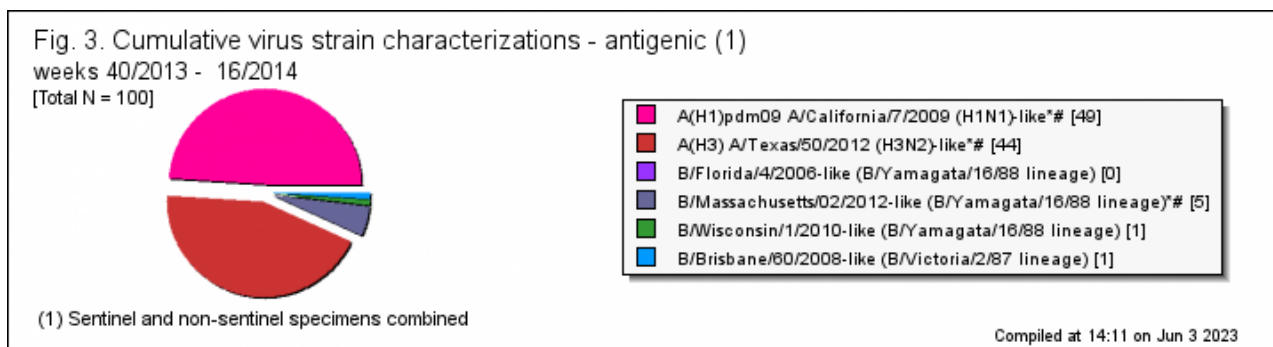 Fig. 3. Cumulative virus strain characterizations - antigenic (1)
weeks 40/2013 - 16/2014
[Total N = 100]
A(H1)pdm09 A/California/7/2009 (H1N1)-like*# [49]
A(H3) A/Texas/50/2012 (H3N2)-like*# [44]
B/Florida/4/2006-like (B/Yamagata/16/88 lineage) [0]
B/Massachusetts/02/2012-like (B/Yamagata/16/88 lineage)*# [5]
B/Wisconsin/1/2010-like (B/Yamagata/16/88 lineage) [1]
B/Brisbane/60/2008-like (B/Victoria/2/87 lineage) [1]
(1) Sentinel and non-sentinel specimens combined
Compiled at 14:11 on Jun 3 2023